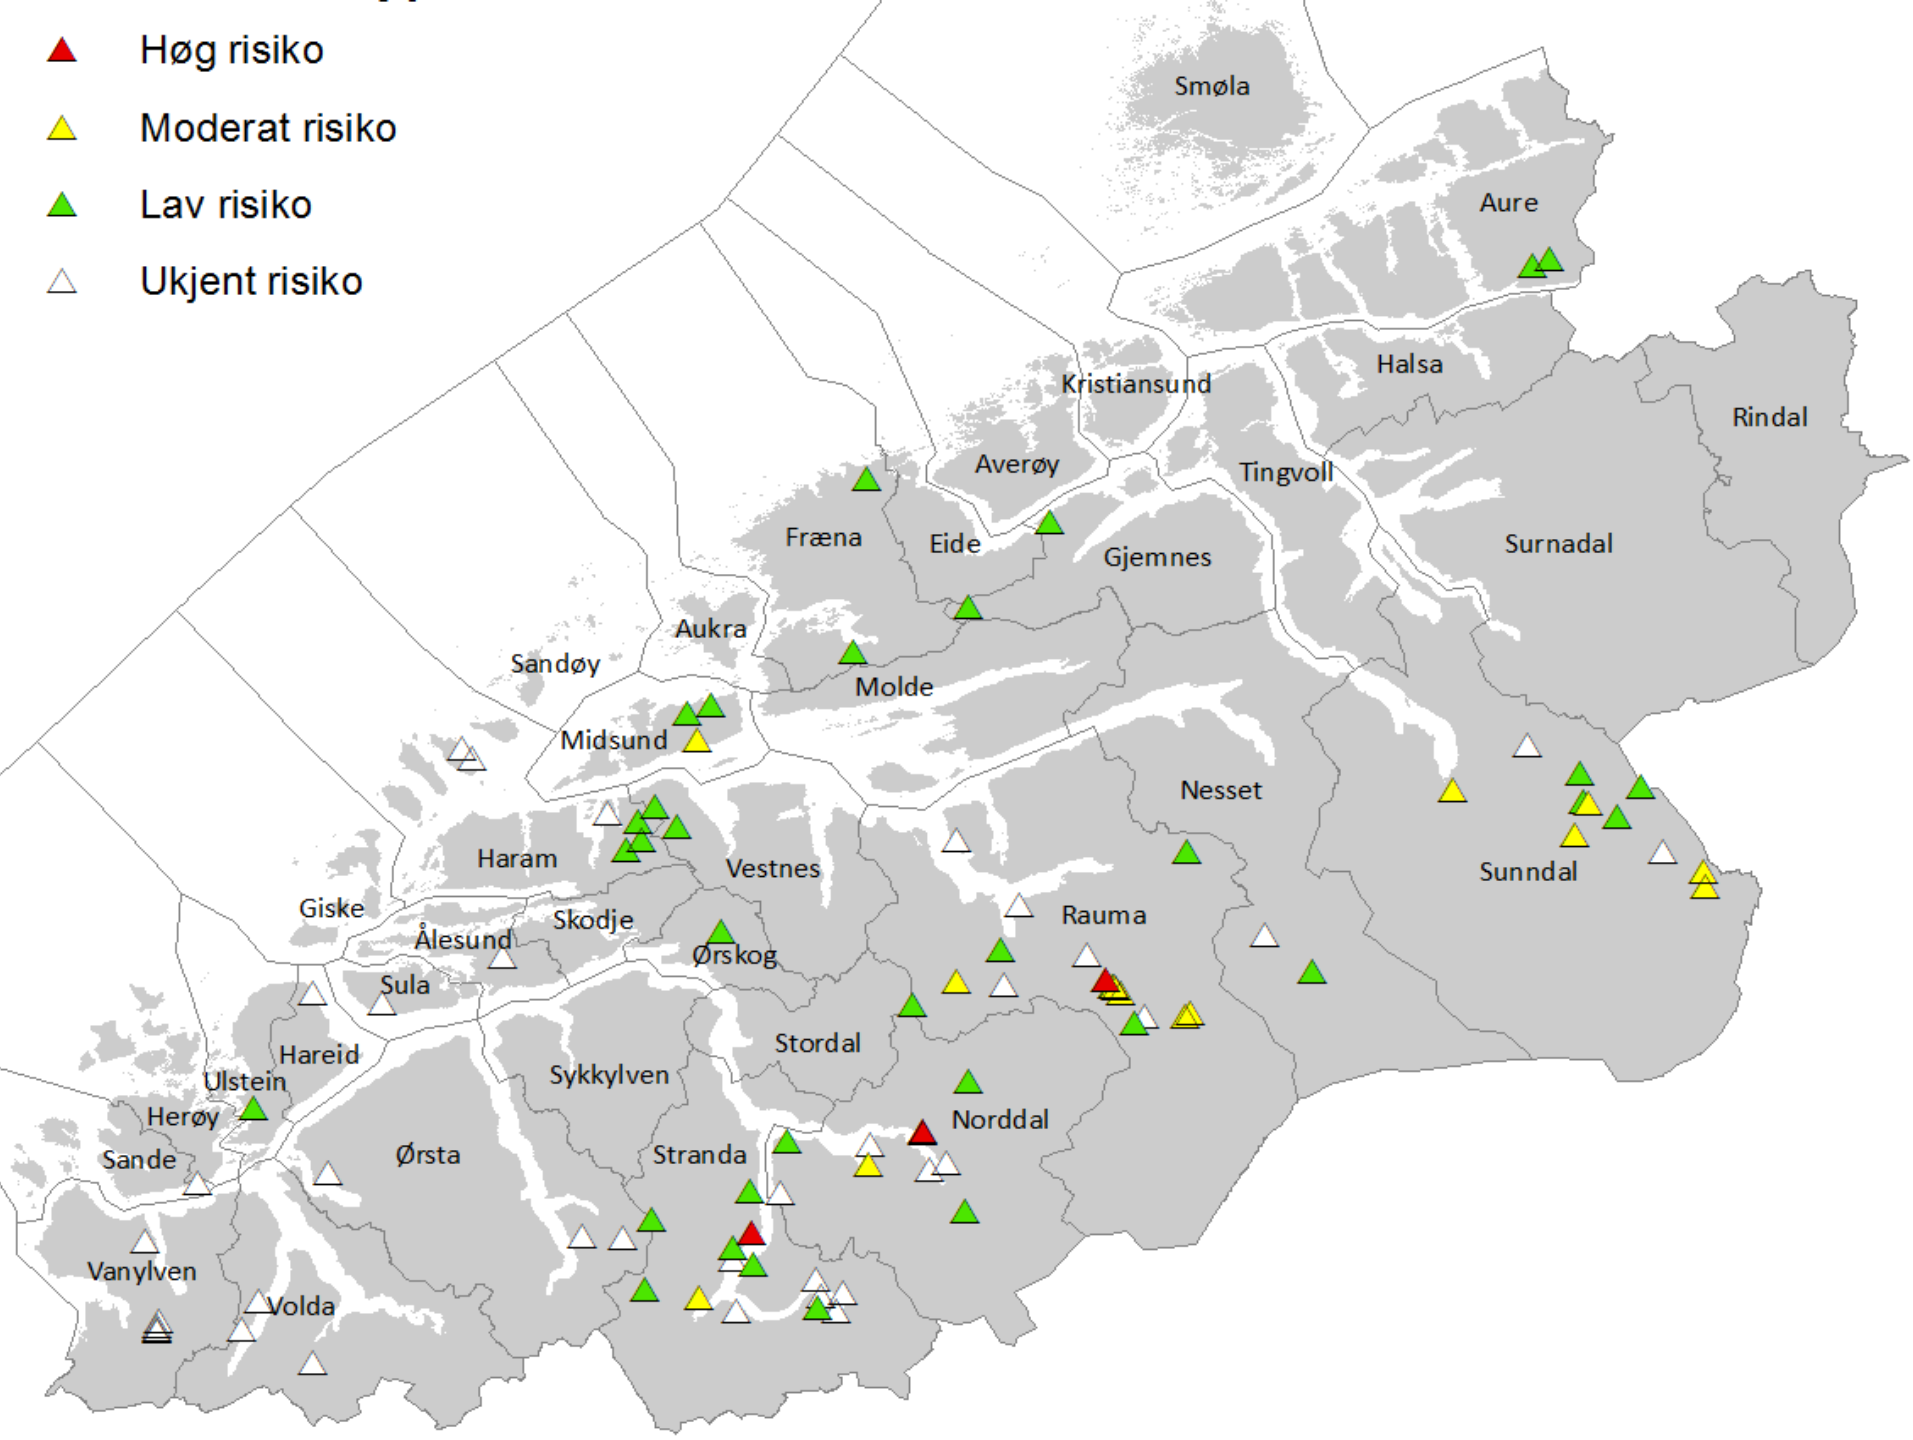 Høg risiko
Moderat risiko
Lav risiko
Ukjent risiko
Smøla
Aure
Halsa
Kristiansund
Rindal
Averøy
Tingvoll
Fræna
Eide
Gjemnes
Surnadal
Aukra
Sandøy
Molde
Midsund
Nesset
Haram
Vestnes
Sunndal
Giske
Skodje
Rauma
Ålesund
Ørskog
Sula
Stordal
Hareid
Sykkylven
Ulstein
Herøy
Norddal
Sande
Ørsta
Stranda
Vanylven
Volda